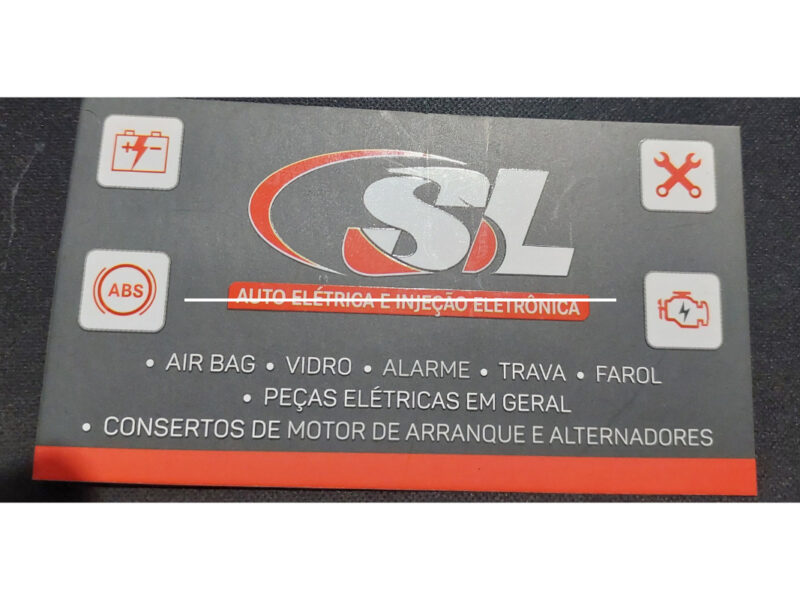 SL
ABS
AUTO ELÉTRICA E INJEÇÃO ELETRÔNICA
• AIR BAG • VIDRO • ALARME • TRAVA • FAROL
• PEÇAS ELÉTRICAS EM GERAL
• CONSERTOS DE MOTOR DE ARRANQUE E ALTERNADORES